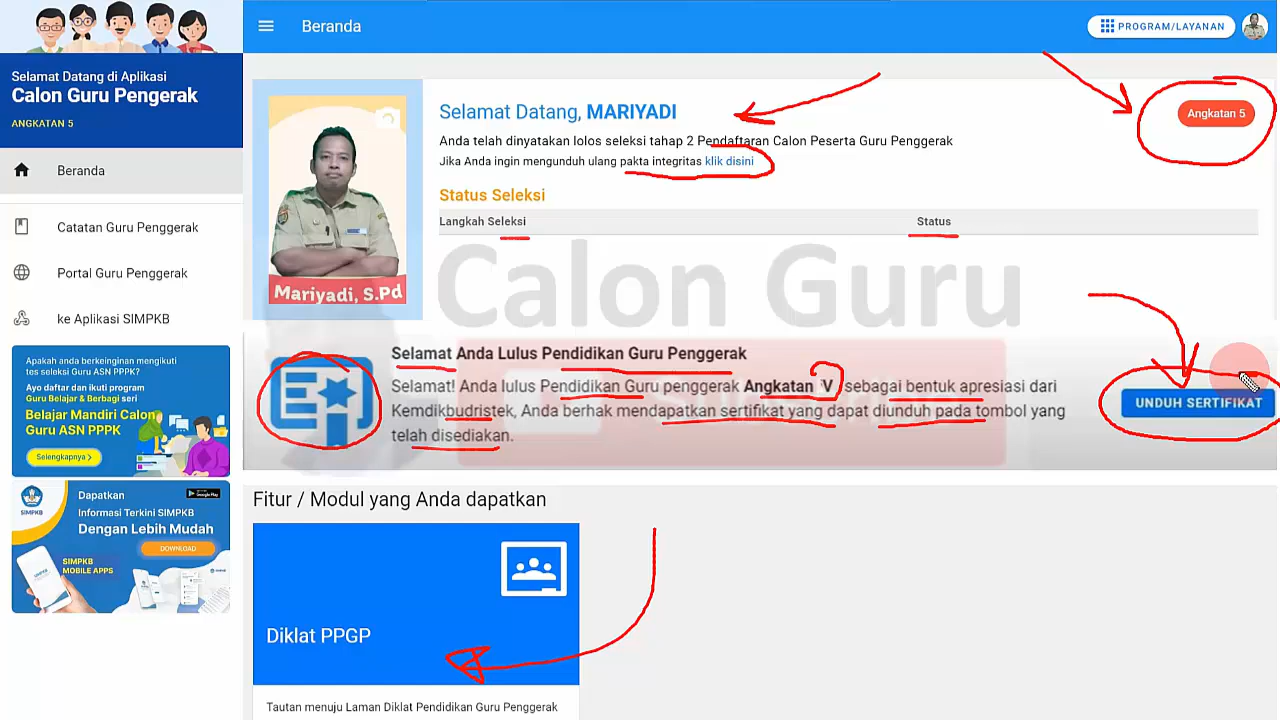 Selamat Datang di Aplikasi
Calon Guru Pengerak
ANGKATAN 5
Beranda
Catatan Guru Penggerak
Portal Guru Penggerak
ke Aplikasi SIMPKB
Apakah anda berkeinginan mengikuti
tes seleksi Guru ASN PPPK?
Ayo daftar dan ikuti program
Guru Belajar & Berbagi seri
Belajar Mandiri Calon
Guru ASN PPPK
Selengkapnya >
SIMPKB
Dapatkan
Informasi Terkini SIMPKB
Dengan Lebih Mudah
DOWNLOAD
SIMPKB
MOBILE APPS
Beranda
PROGRAM/LAYANAN
Selamat Datang, MARIYADI
Angkatan 5
Anda telah dinyatakan lolos seleksi tahap 2 Pendaftaran Calon Peserta Guru Penggerak
Jika Anda ingin mengunduh ulang pakta integritas klik disini
Mariyadi, S.Pd
Status Seleksi
Langkah Seleksi Status
Calon Guru
Selamat Anda Lulus Pendidikan Guru Penggerak
Selamat! Anda lulus Pendidikan Guru penggerak Angkatan V sebagai bentuk apresiasi dari
Kemdikbudristek, Anda berhak mendapatkan sertifikat yang dapat diunduh pada tombol yang
telah disediakan.
UNDUH SERTIFIKAT
Fitur / Modul yang Anda dapatkan
Diklat PPGP
Tautan menuju Laman Diklat Pendidikan Guru Penggerak